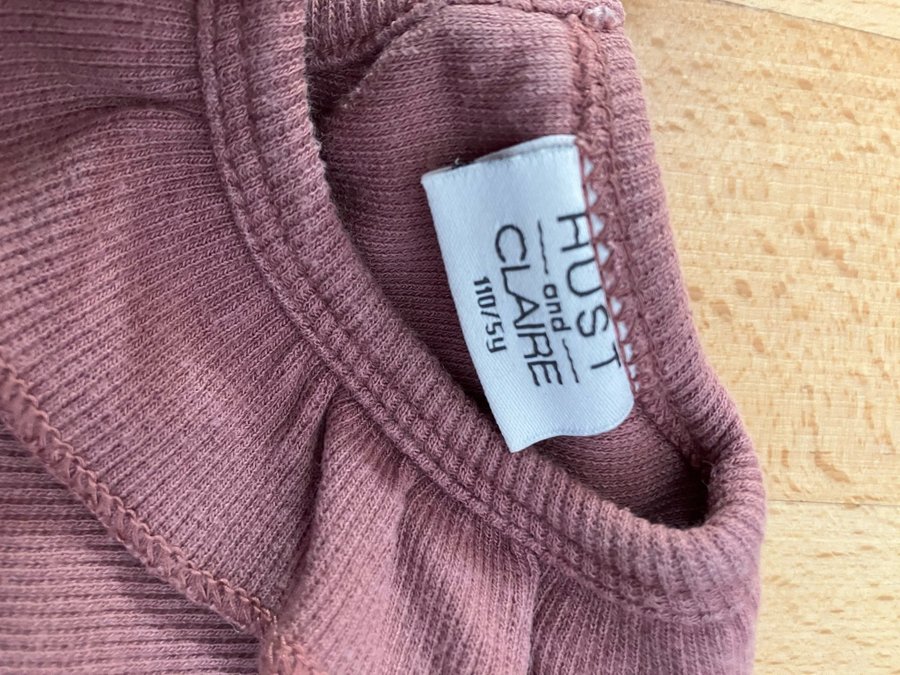 HUST
and
CLAIRE
110/5y